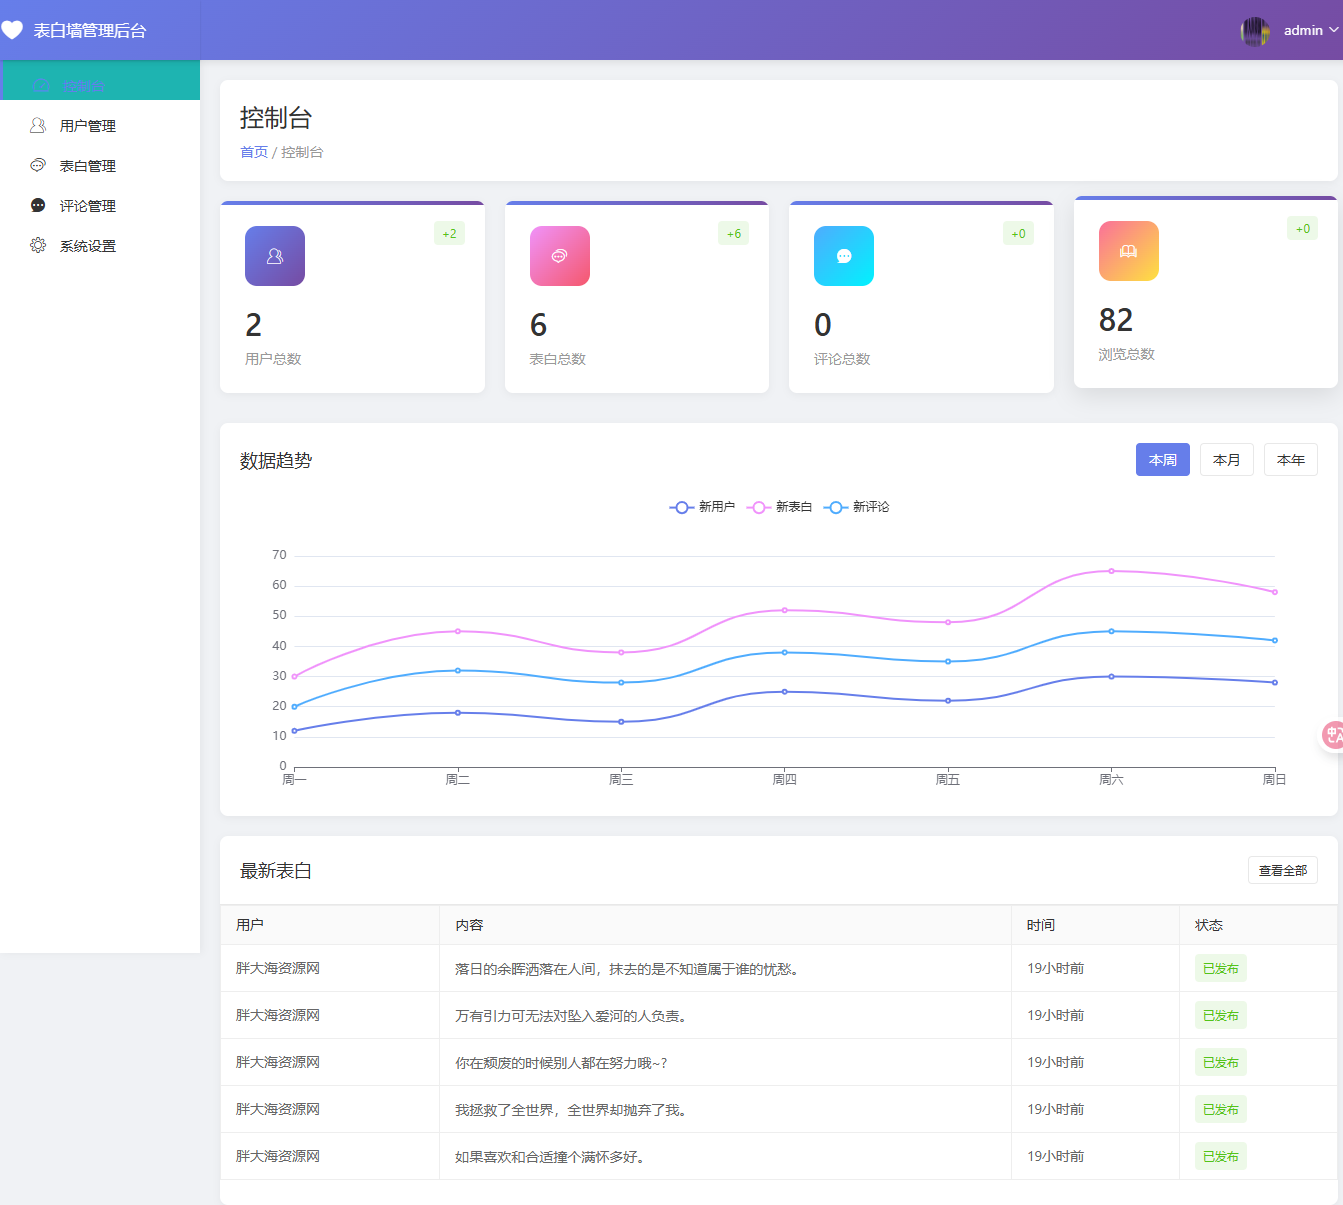 表白墙管理后台
admin
控制台
用户管理
表白管理
评论管理
系统设置
控制台
首页 / 控制台
+2
2
用户总数
+6
6
表白总数
+0
0
评论总数
+0
82
浏览总数
数据趋势
本周 本月 本年
新用户 新表白 新评论
70
60
50
40
30
20
10
0
周一 周二 周三 周四 周五 周六 周日
最新表白
查看全部
用户 内容 时间 状态
胖大海资源网 落日的余晖洒落在人间，抹去的是不知道属于谁的忧愁。 19小时前 已发布
胖大海资源网 万有引力可无法对坠入爱河的人负责。 19小时前 已发布
胖大海资源网 你在颓废的时候别人都在努力哦~? 19小时前 已发布
胖大海资源网 我拯救了全世界，全世界却抛弃了我。 19小时前 已发布
胖大海资源网 如果喜欢和合适撞个满怀多好。 19小时前 已发布